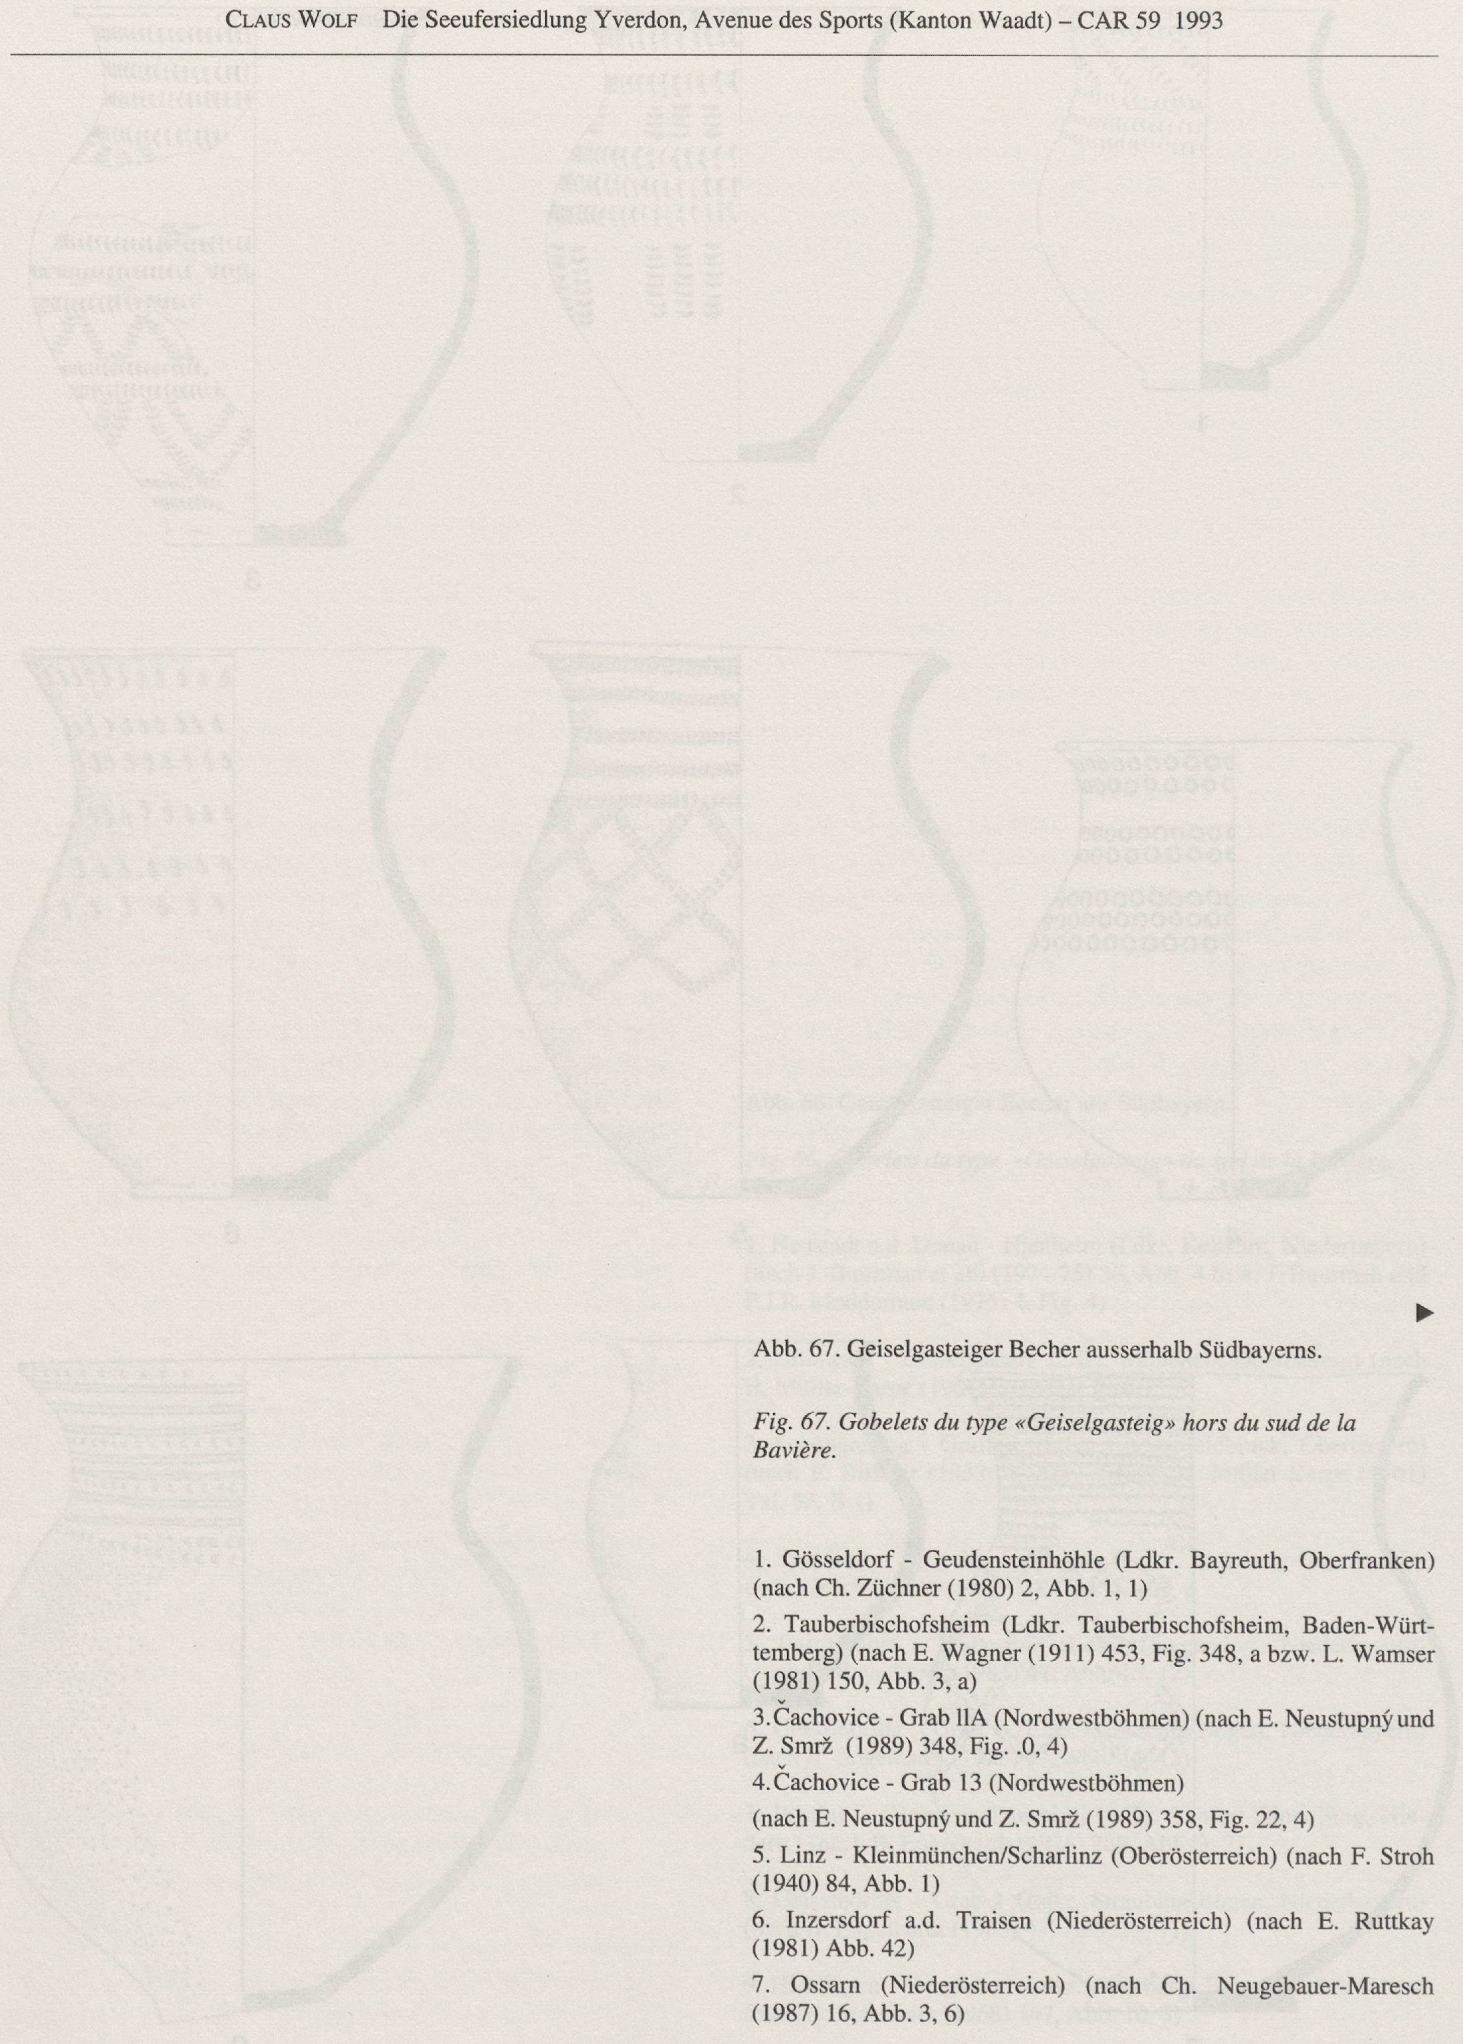 CLAUS WOLF Die Seeufersiedlung Yverdon, Avenue des Sports (Kanton Waadt) – CAR 59 1993
Abb. 67. Geiselgasteiger Becher ausserhalb Südbayerns.
Fig. 67. Gobelets du type «Geiselgasteig» hors du sud de la
Bavière.
1. Gösseldorf - Geudensteinhöhle (Ldkr. Bayreuth, Oberfranken)
(nach Ch. Züchner (1980) 2, Abb. 1, 1)
2. Tauberbischofsheim (Ldkr. Tauberbischofsheim, Baden-Würt-
temberg) (nach E. Wagner (1911) 453, Fig. 348, a bzw. L. Wamser
(1981) 150, Abb. 3, a)
3.Čachovice - Grab llA (Nordwestböhmen) (nach E. Neustupný und
Z. Smrž (1989) 348, Fig. .0, 4)
4.Čachovice - Grab 13 (Nordwestböhmen)
(nach E. Neustupný und Z. Smrž (1989) 358, Fig. 22, 4)
5. Linz - Kleinmünchen/Scharlinz (Oberösterreich) (nach F. Stroh
(1940) 84, Abb. 1)
6. Inzersdorf a.d. Traisen (Niederösterreich) (nach E. Ruttkay
(1981) Abb. 42)
7. Ossarn (Niederösterreich) (nach Ch. Neugebauer-Maresch
(1987) 16, Abb. 3, 6)